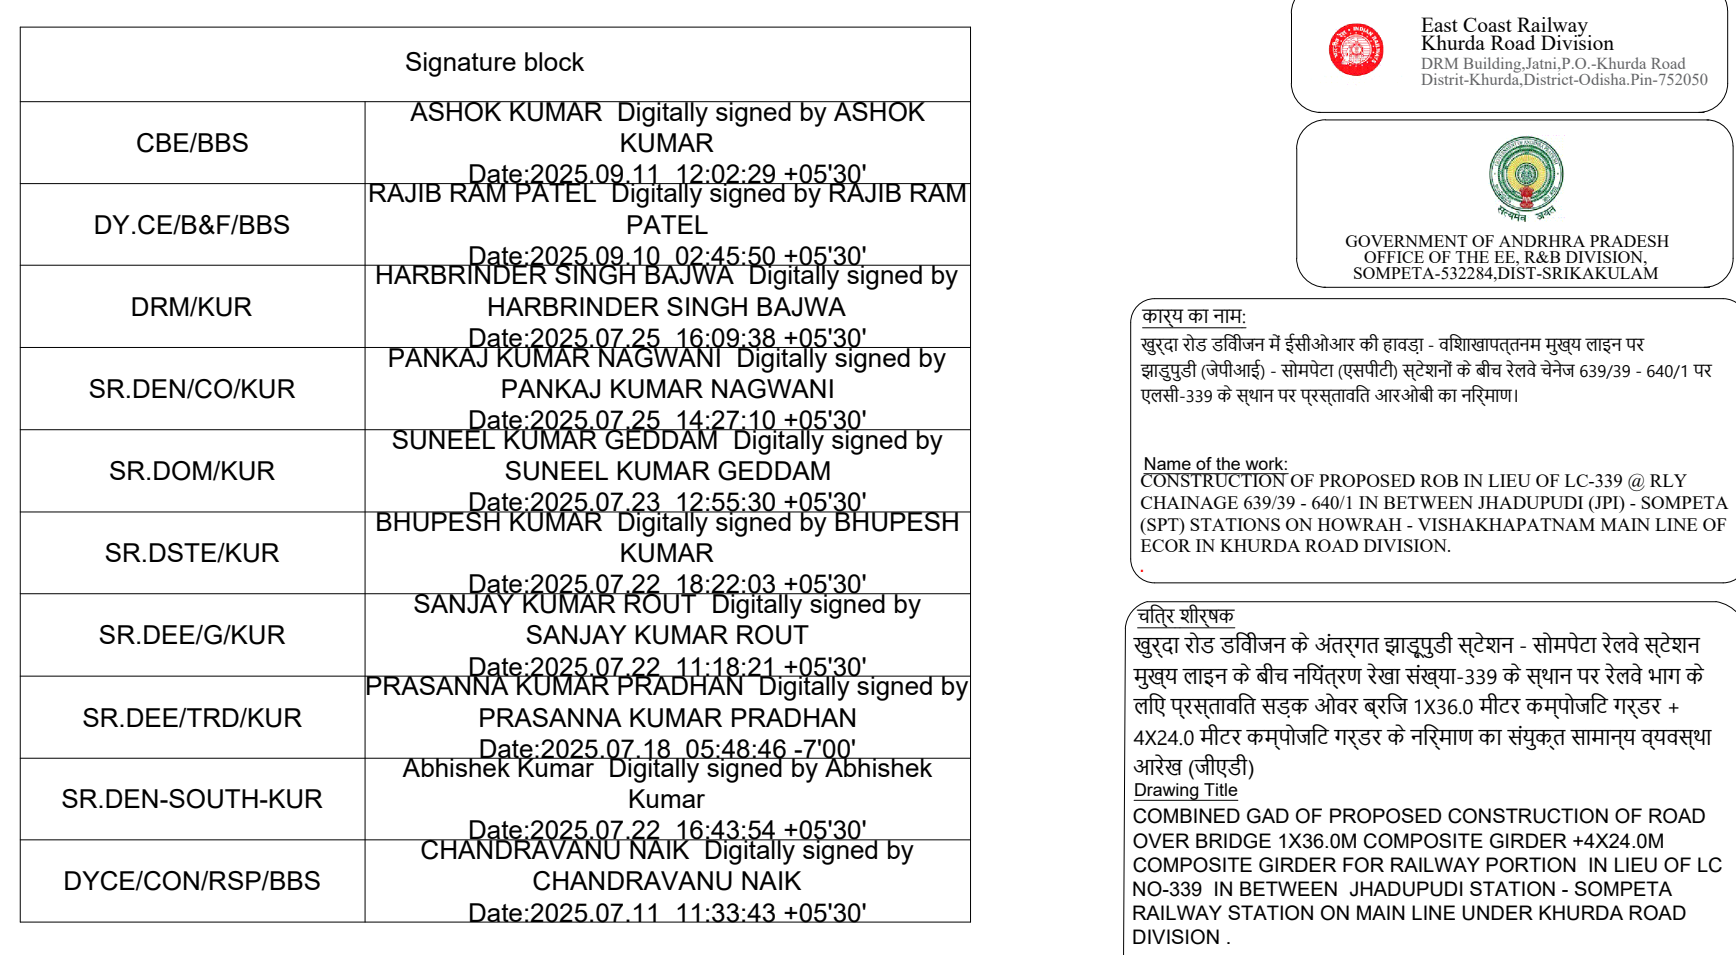 Signature block
CBE/BBS
ASHOK KUMAR Digitally signed by ASHOK
KUMAR
Date:2025.09.11 12:02:29 +05'30'
DY.CE/B&F/BBS
RAJIB RAM PATEL Digitally signed by RAJIB RAM
PATEL
Date:2025.09.10 02:45:50 +05'30'
DRM/KUR
HARBRINDER SINGH BAJWA Digitally signed by
HARBRINDER SINGH BAJWA
Date:2025.07.25 16:09:38 +05'30'
SR.DEN/CO/KUR
PANKAJ KUMAR NAGWANI Digitally signed by
PANKAJ KUMAR NAGWANI
Date:2025.07.25 14:27:10 +05'30'
SR.DOM/KUR
SUNEEL KUMAR GEDDAM Digitally signed by
SUNEEL KUMAR GEDDAM
Date:2025.07.23 12:55:30 +05'30'
SR.DSTE/KUR
BHUPESH KUMAR Digitally signed by BHUPESH
KUMAR
Date:2025.07.22 18:22:03 +05'30'
SR.DEE/G/KUR
SANJAY KUMAR ROUT Digitally signed by
SANJAY KUMAR ROUT
Date:2025.07.22 11:18:21 +05'30'
SR.DEE/TRD/KUR
PRASANNA KUMAR PRADHAN Digitally signed by
PRASANNA KUMAR PRADHAN
Date:2025.07.18 05:48:46 -7'00'
SR.DEN-SOUTH-KUR
Abhishek Kumar Digitally signed by Abhishek
Kumar
Date:2025.07.22 16:43:54 +05'30'
DYCE/CON/RSP/BBS
CHANDRAVANU NAIK Digitally signed by
CHANDRAVANU NAIK
Date:2025.07.11 11:33:43 +05'30'
East Coast Railway
Khurda Road Division
DRM Building,Jatni,P.O.-Khurda Road
Distrit-Khurda,District-Odisha.Pin-752050
सत्यमेव जयते
GOVERNMENT OF ANDRHRA PRADESH
OFFICE OF THE EE, R&B DIVISION,
SOMPETA-532284,DIST-SRIKAKULAM
कार्य का नाम:
खुर्दा रोड डिवीजन में ईसीओआर की हावड़ा - विशाखापत्तनम मुख्य लाइन पर
झाडुपुडी (जेपीआई) - सोमपेटा (एसपीटी) स्टेशनों के बीच रेलवे चेनेज 639/39 - 640/1 पर
एलसी-339 के स्थान पर प्रस्तावित आरओबी का निर्माण।
Name of the work:
CONSTRUCTION OF PROPOSED ROB IN LIEU OF LC-339 @ RLY
CHAINAGE 639/39 - 640/1 IN BETWEEN JHADUPUDI (JPI) - SOMPETA
(SPT) STATIONS ON HOWRAH - VISHAKHAPATNAM MAIN LINE OF
ECOR IN KHURDA ROAD DIVISION.
.
चित्र शीर्षक
खुर्दा रोड डिवीजन के अंतर्गत झाडूपुडी स्टेशन - सोमपेटा रेलवे स्टेशन
मुख्य लाइन के बीच नियंत्रण रेखा संख्या-339 के स्थान पर रेलवे भाग के
लिए प्रस्तावित सड़क ओवर ब्रिज 1X36.0 मीटर कम्पोजिट गर्डर +
4X24.0 मीटर कम्पोजिट गर्डर के निर्माण का संयुक्त सामान्य व्यवस्था
आरेख (जीएडी)
Drawing Title
COMBINED GAD OF PROPOSED CONSTRUCTION OF ROAD
OVER BRIDGE 1X36.0M COMPOSITE GIRDER +4X24.0M
COMPOSITE GIRDER FOR RAILWAY PORTION IN LIEU OF LC
NO-339 IN BETWEEN JHADUPUDI STATION - SOMPETA
RAILWAY STATION ON MAIN LINE UNDER KHURDA ROAD
DIVISION .